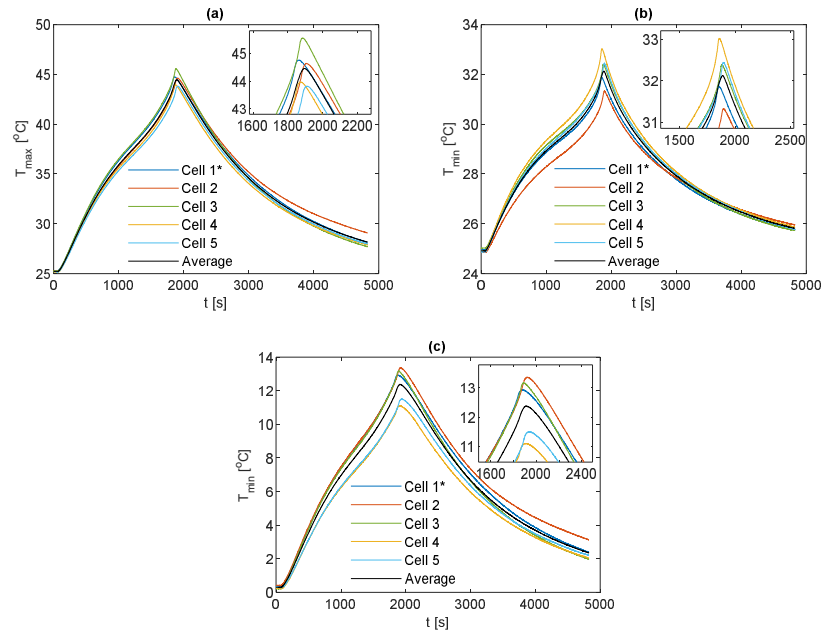 (a)
50
45
40
35
30
25
T_max [°C]
0 1000 2000 3000 4000 5000
t [s]
45
44
43
1600 1800 2000 2200
Cell 1*
Cell 2
Cell 3
Cell 4
Cell 5
Average
(b)
34
32
30
28
26
24
T_min [°C]
0 1000 2000 3000 4000 5000
t [s]
33
32
31
1500 2000 2500
Cell 1*
Cell 2
Cell 3
Cell 4
Cell 5
Average
(c)
14
12
10
8
6
4
2
0
T_min [°C]
0 1000 2000 3000 4000 5000
t [s]
13
12
11
1600 2000 2400
Cell 1*
Cell 2
Cell 3
Cell 4
Cell 5
Average